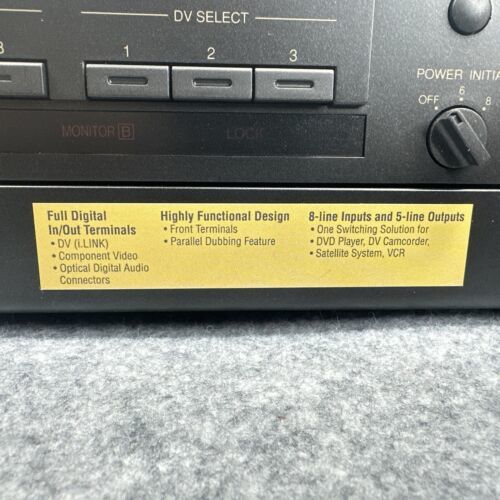 DV SELECT
1 2 3
POWER INITIA
OFF 6 8
MONITOR B LOCK
Full Digital
In/Out Terminals
• DV (i.LINK)
• Component Video
• Optical Digital Audio
Connectors
Highly Functional Design
• Front Terminals
• Parallel Dubbing Feature
8-line Inputs and 5-line Outputs
• One Switching Solution for
• DVD Player, DV Camcorder,
• Satellite System, VCR